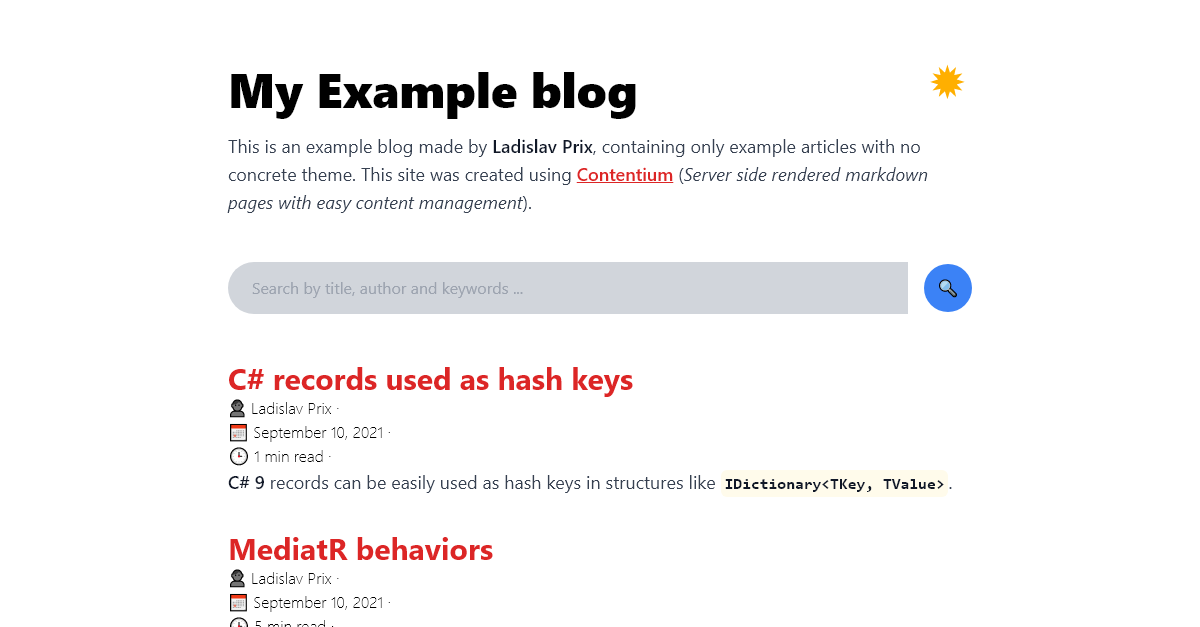 My Example blog
This is an example blog made by Ladislav Prix, containing only example articles with no
concrete theme. This site was created using Contentium (Server side rendered markdown
pages with easy content management).
Search by title, author and keywords ...
C# records used as hash keys
Ladislav Prix ·
September 10, 2021 ·
1 min read ·
C# 9 records can be easily used as hash keys in structures like IDictionary<TKey, TValue>.
MediatR behaviors
Ladislav Prix ·
September 10, 2021 ·
5 min read ·